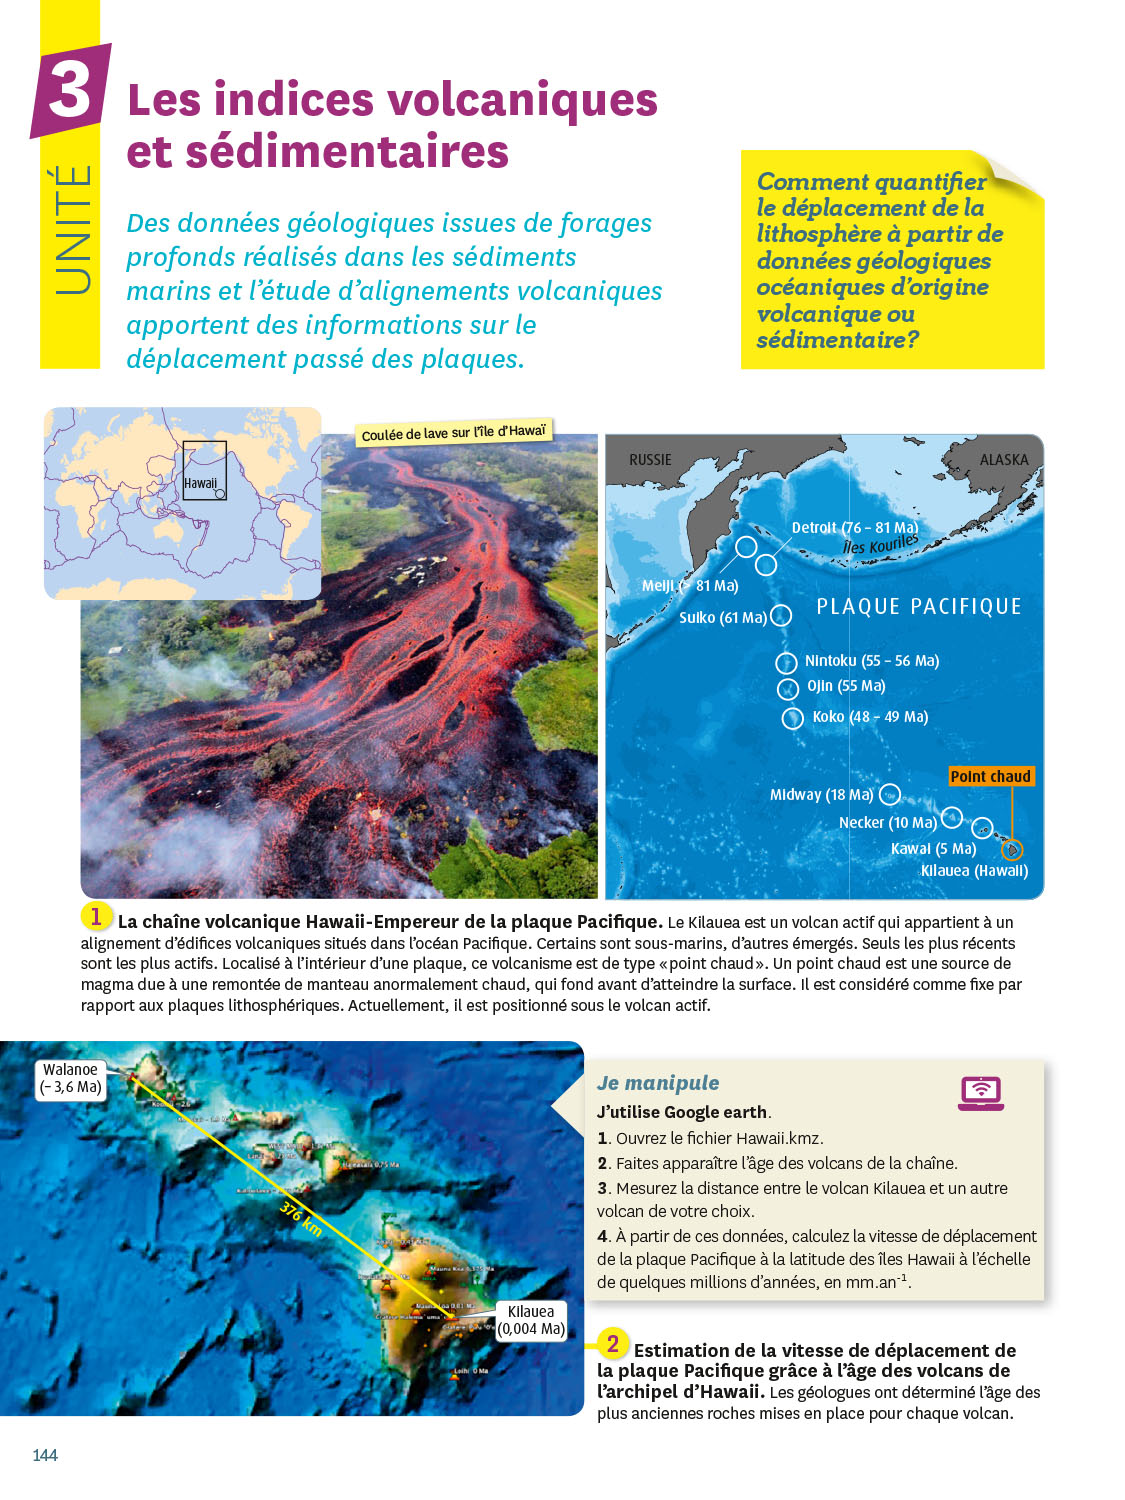 3
UNITÉ
Les indices volcaniques
et sédimentaires
Des données géologiques issues de forages
profonds réalisés dans les sédiments
marins et l’étude d’alignements volcaniques
apportent des informations sur le
déplacement passé des plaques.
Comment quantifier
le déplacement de la
lithosphère à partir de
données géologiques
océaniques d’origine
volcanique ou
sédimentaire?
Hawaii
Coulée de lave sur l’île d’Hawaï
RUSSIE
ALASKA
Detroit (76 – 81 Ma)
Îles Kouriles
Meiji (> 81 Ma)
PLAQUE PACIFIQUE
Suiko (61 Ma)
Nintoku (55 – 56 Ma)
Ojin (55 Ma)
Koko (48 – 49 Ma)
Point chaud
Midway (18 Ma)
Necker (10 Ma)
Kawai (5 Ma)
Kilauea (Hawaii)
1 La chaîne volcanique Hawaii-Empereur de la plaque Pacifique. Le Kilauea est un volcan actif qui appartient à un
alignement d’édifices volcaniques situés dans l’océan Pacifique. Certains sont sous-marins, d’autres émergés. Seuls les plus récents
sont les plus actifs. Localisé à l’intérieur d’une plaque, ce volcanisme est de type «point chaud». Un point chaud est une source de
magma due à une remontée de manteau anormalement chaud, qui fond avant d’atteindre la surface. Il est considéré comme fixe par
rapport aux plaques lithosphériques. Actuellement, il est positionné sous le volcan actif.
Walanoe
(– 3,6 Ma)
Haleakala 0,75 Ma
376 km
Mauna Kea 0,375 Ma
Mauna Loa
Kilauea
(0,004 Ma)
Loihi 0 Ma
Je manipule
J’utilise Google earth.
1. Ouvrez le fichier Hawaii.kmz.
2. Faites apparaître l’âge des volcans de la chaîne.
3. Mesurez la distance entre le volcan Kilauea et un autre
volcan de votre choix.
4. À partir de ces données, calculez la vitesse de déplacement
de la plaque Pacifique à la latitude des îles Hawaii à l’échelle
de quelques millions d’années, en mm.an⁻¹.
2 Estimation de la vitesse de déplacement de
la plaque Pacifique grâce à l’âge des volcans de
l’archipel d’Hawaii. Les géologues ont déterminé l’âge des
plus anciennes roches mises en place pour chaque volcan.
144